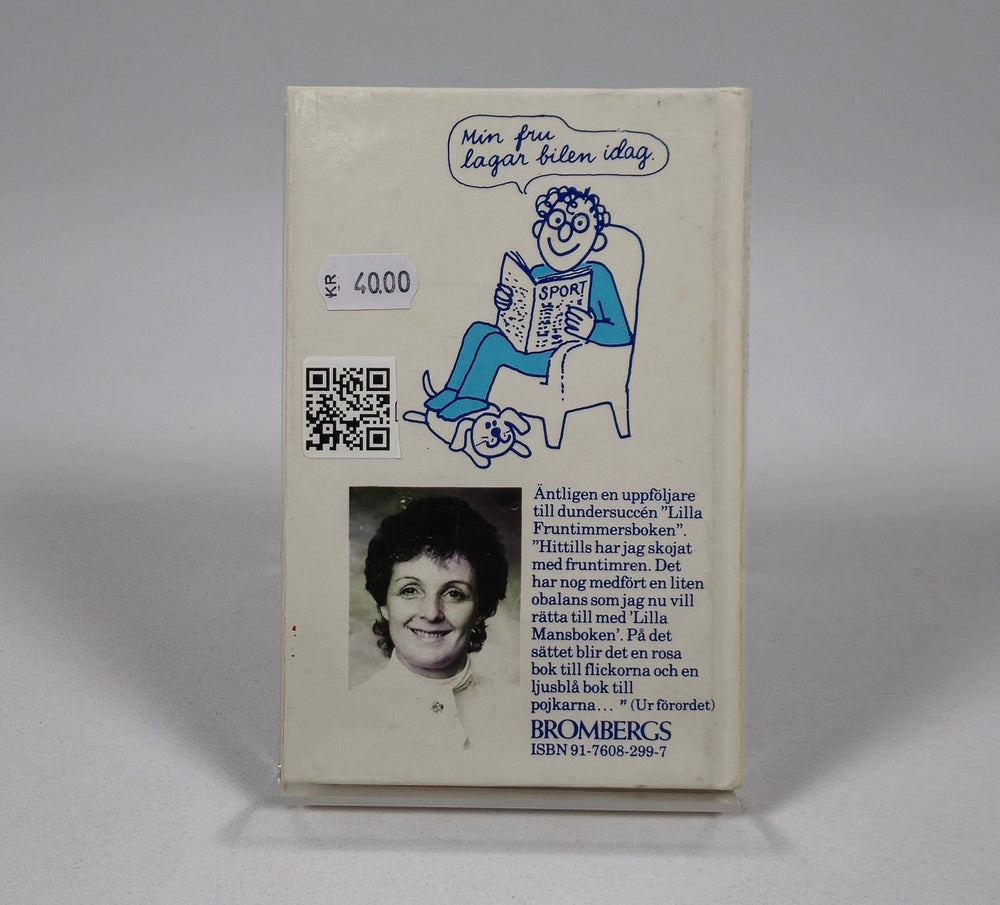 Min fru
lagar bilen idag.
SPORT
KR 40.00
Äntligen en uppföljare
till dundersuccén ”Lilla
Fruntimmersboken”.
”Hittills har jag skojat
med fruntimren. Det
har nog medfört en liten
obalans som jag nu vill
rätta till med ’Lilla
Mansboken’. På det
sättet blir det en rosa
bok till flickorna och en
ljusblå bok till
pojkarna... ” (Ur förordet)
BROMBERGS
ISBN 91-7608-299-7